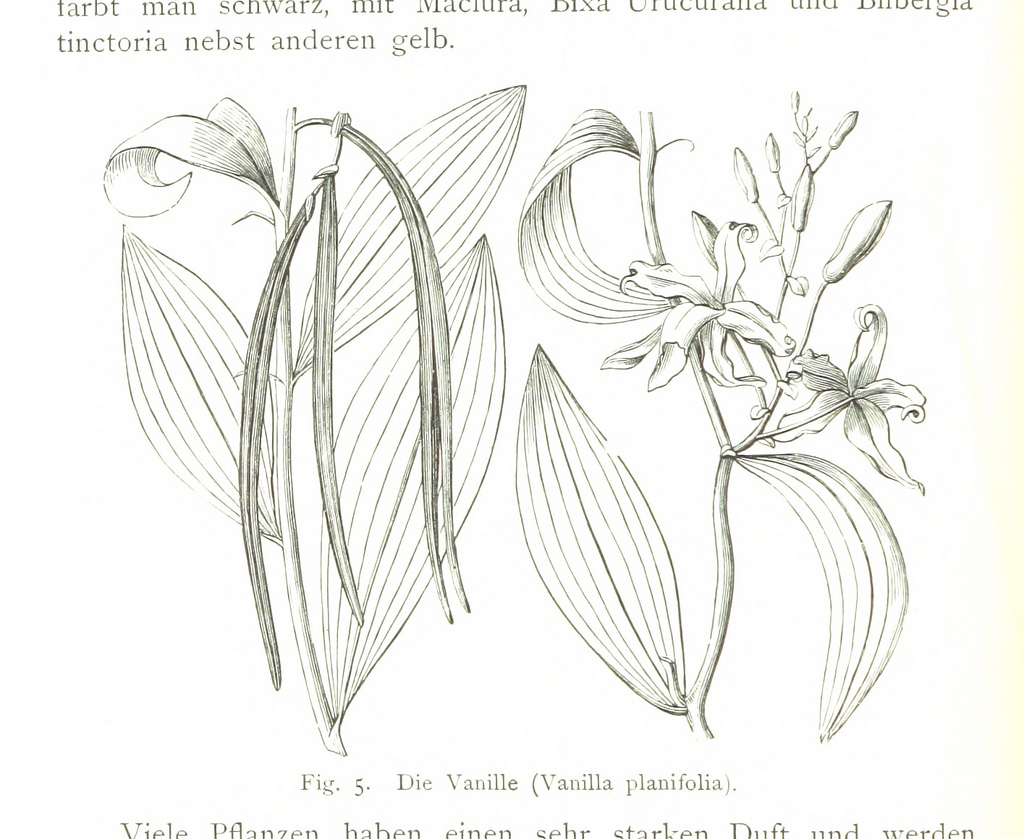 färbt man schwarz, mit Maclura, Bixa Urucurana und Bilbergia
tinctoria nebst anderen gelb.
Fig. 5. Die Vanille (Vanilla planifolia).
Viele Pflanzen haben einen sehr starken Duft und werden